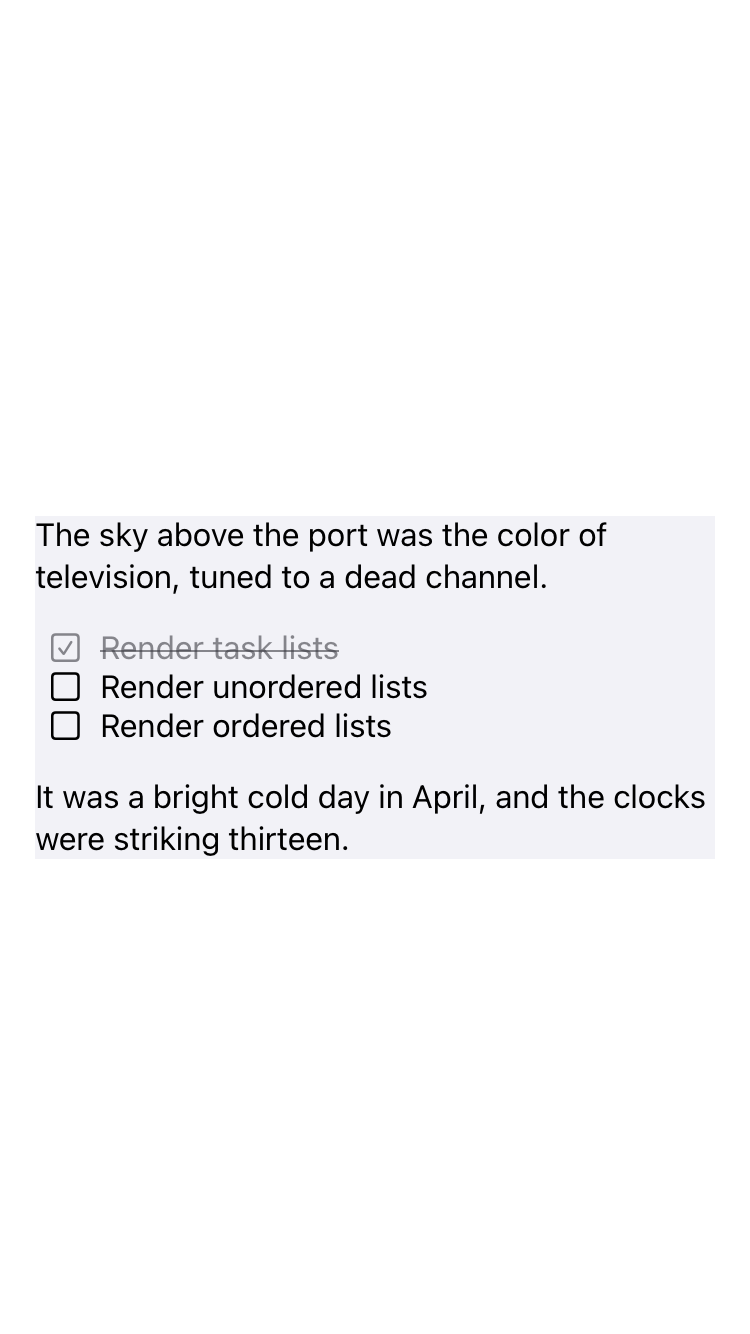 The sky above the port was the color of
television, tuned to a dead channel.
Render task lists
Render unordered lists
Render ordered lists
It was a bright cold day in April, and the clocks
were striking thirteen.